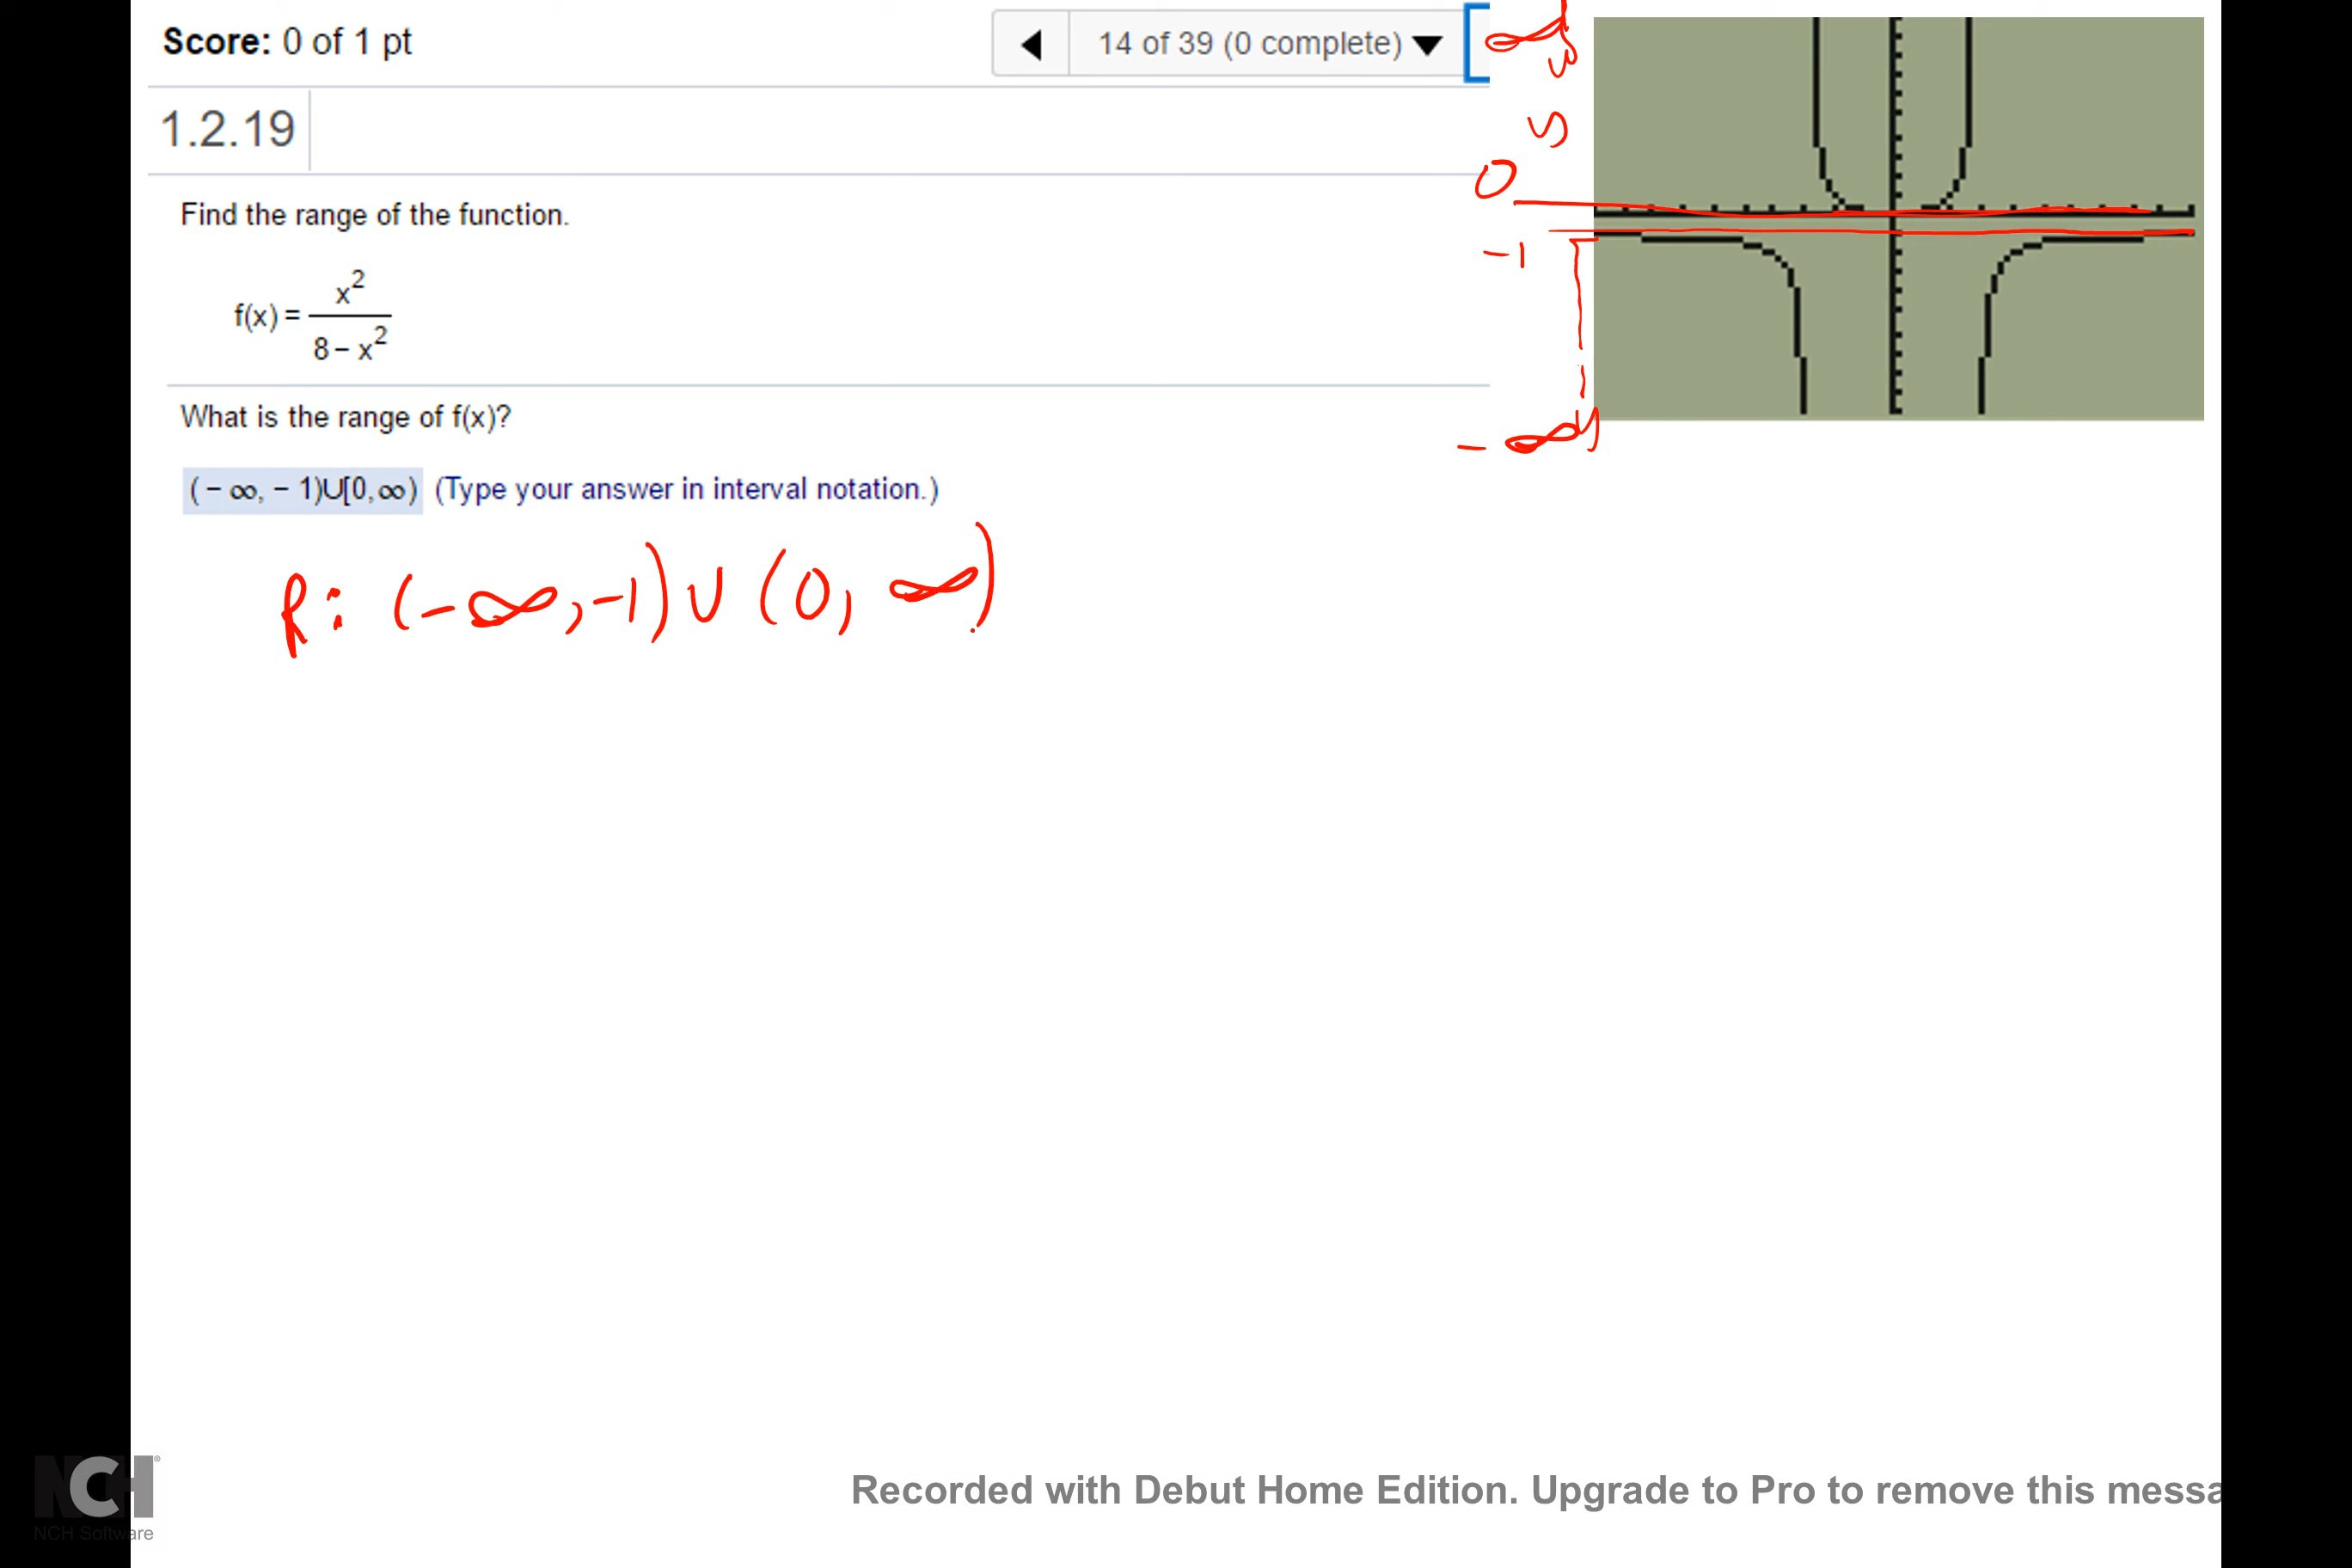 Score: 0 of 1 pt
14 of 39 (0 complete)
1.2.19
Find the range of the function.
f(x) = x² / 8 − x²
What is the range of f(x)?
(− ∞, − 1)∪[0, ∞) (Type your answer in interval notation.)
R: (-∞, -1) ∪ (0, ∞)
∞
0
-1
-∞
NCH®
NCH Software
Recorded with Debut Home Edition. Upgrade to Pro to remove this messa